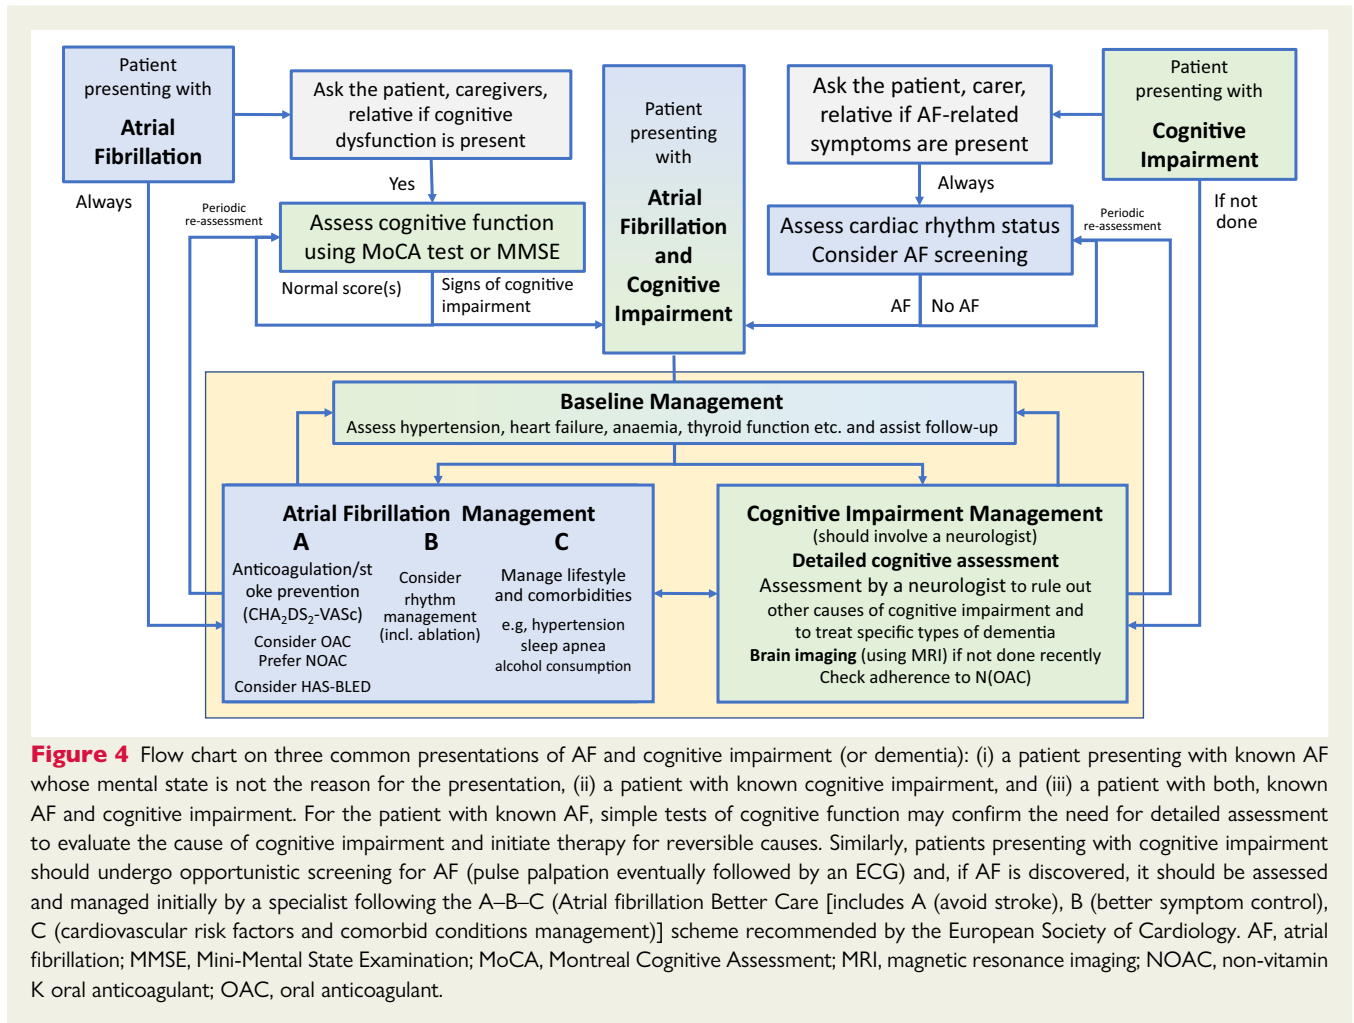 Patient
presenting with
Atrial
Fibrillation
Always
Ask the patient, caregivers,
relative if cognitive
dysfunction is present
Yes
Periodic
re-assessment
Assess cognitive function
using MoCA test or MMSE
Normal score(s)
Signs of cognitive
impairment
Patient
presenting
with
Atrial
Fibrillation
and
Cognitive
Impairment
Ask the patient, carer,
relative if AF-related
symptoms are present
Always
Assess cardiac rhythm status
Consider AF screening
AF
No AF
Periodic
re-assessment
Patient
presenting with
Cognitive
Impairment
If not
done
Baseline Management
Assess hypertension, heart failure, anaemia, thyroid function etc. and assist follow-up
Atrial Fibrillation Management
A
Anticoagulation/st
oke prevention
(CHA₂DS₂-VASc)
Consider OAC
Prefer NOAC
Consider HAS-BLED
B
Consider
rhythm
management
(incl. ablation)
C
Manage lifestyle
and comorbidities
e.g, hypertension
sleep apnea
alcohol consumption
Cognitive Impairment Management
(should involve a neurologist)
Detailed cognitive assessment
Assessment by a neurologist to rule out
other causes of cognitive impairment and
to treat specific types of dementia
Brain imaging (using MRI) if not done recently
Check adherence to N(OAC)
Figure 4 Flow chart on three common presentations of AF and cognitive impairment (or dementia): (i) a patient presenting with known AF
whose mental state is not the reason for the presentation, (ii) a patient with known cognitive impairment, and (iii) a patient with both, known
AF and cognitive impairment. For the patient with known AF, simple tests of cognitive function may confirm the need for detailed assessment
to evaluate the cause of cognitive impairment and initiate therapy for reversible causes. Similarly, patients presenting with cognitive impairment
should undergo opportunistic screening for AF (pulse palpation eventually followed by an ECG) and, if AF is discovered, it should be assessed
and managed initially by a specialist following the A–B–C (Atrial fibrillation Better Care [includes A (avoid stroke), B (better symptom control),
C (cardiovascular risk factors and comorbid conditions management)] scheme recommended by the European Society of Cardiology. AF, atrial
fibrillation; MMSE, Mini-Mental State Examination; MoCA, Montreal Cognitive Assessment; MRI, magnetic resonance imaging; NOAC, non-vitamin
K oral anticoagulant; OAC, oral anticoagulant.